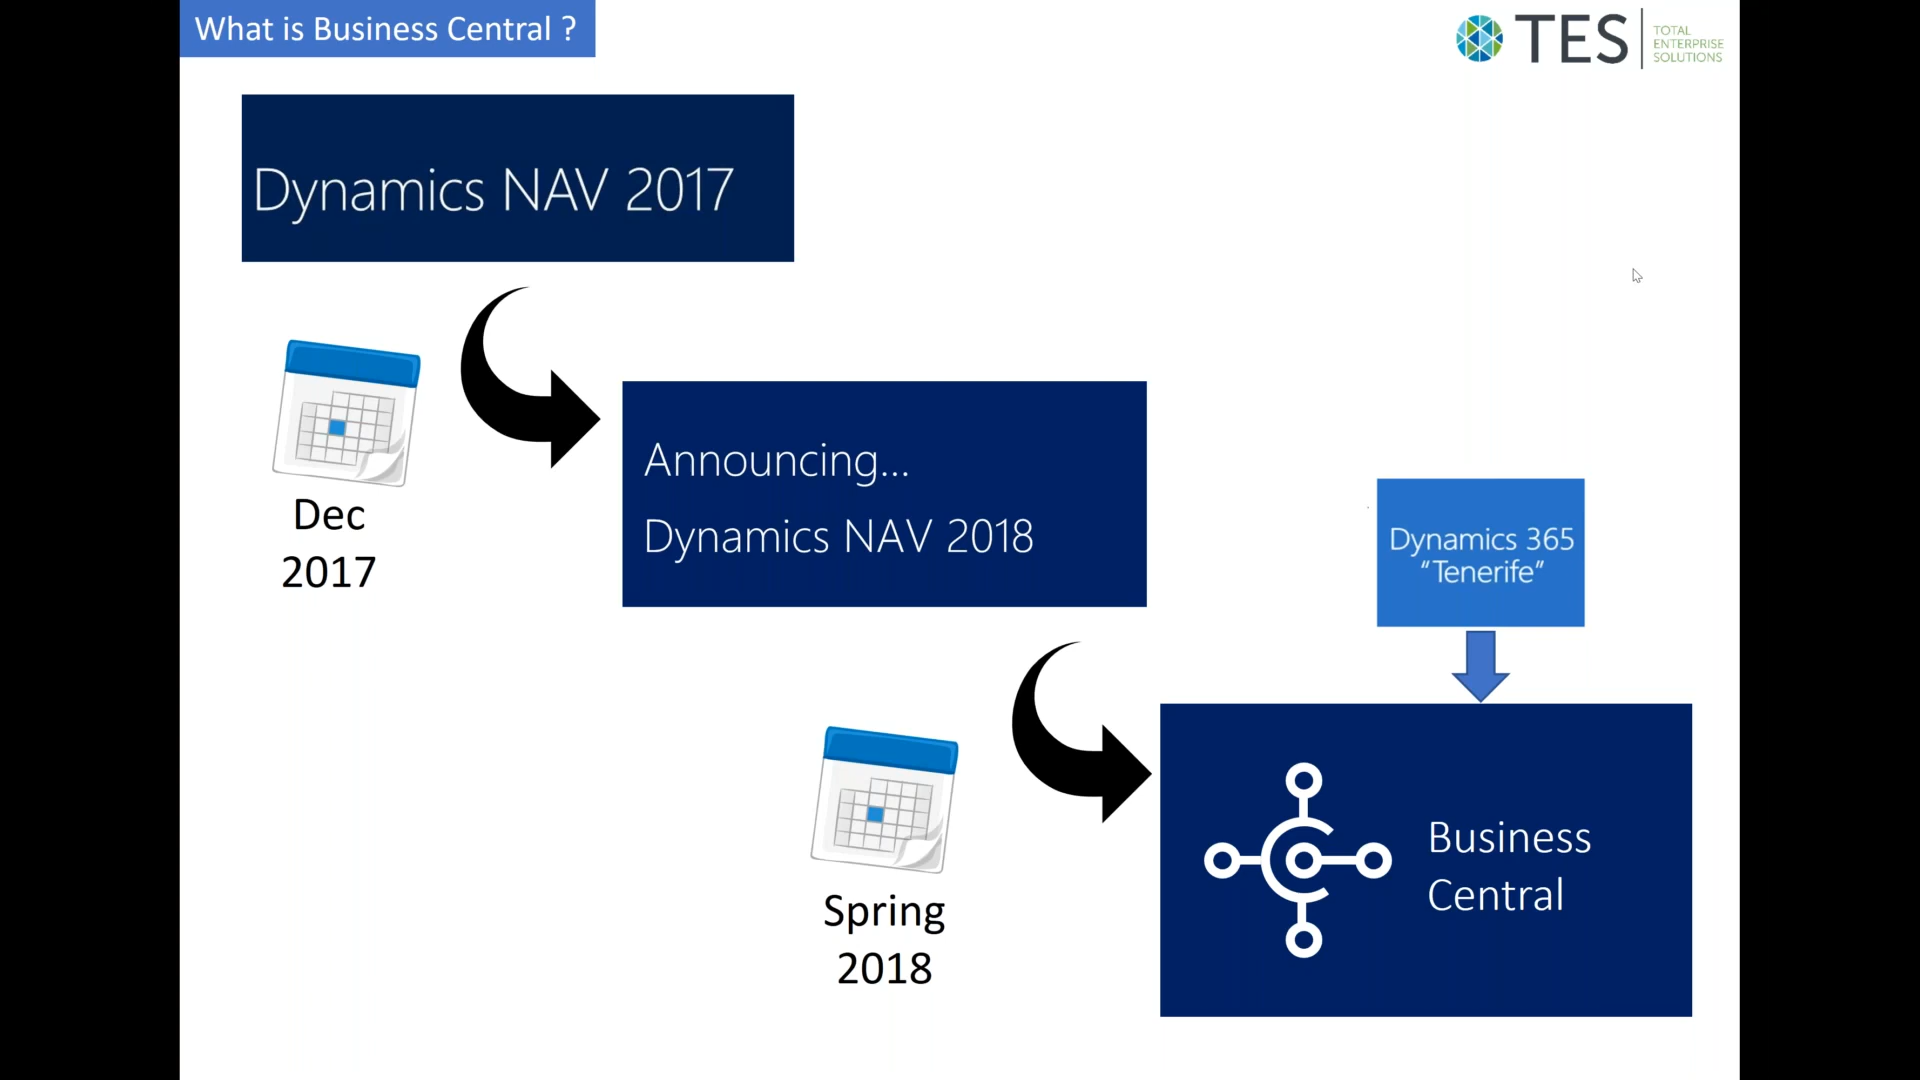 What is Business Central ?
TES
TOTAL
ENTERPRISE
SOLUTIONS
Dynamics NAV 2017
Dec
2017
Announcing...
Dynamics NAV 2018
Dynamics 365
“Tenerife”
Spring
2018
Business
Central